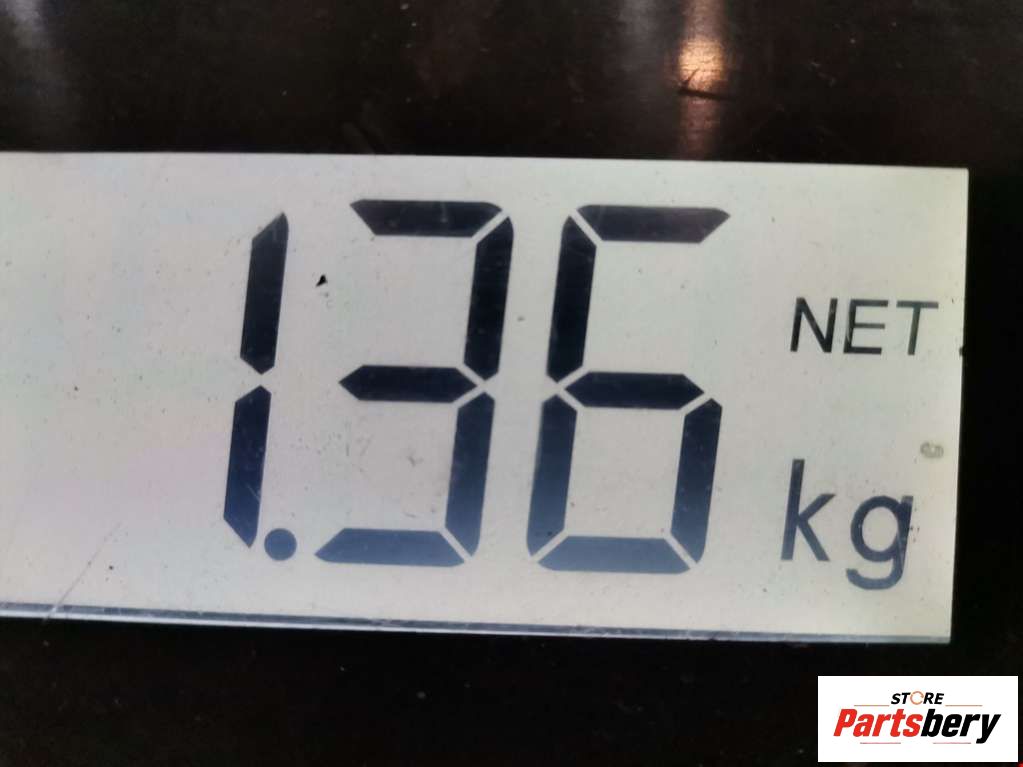 1.36
NET
kg
STORE
Partsbery